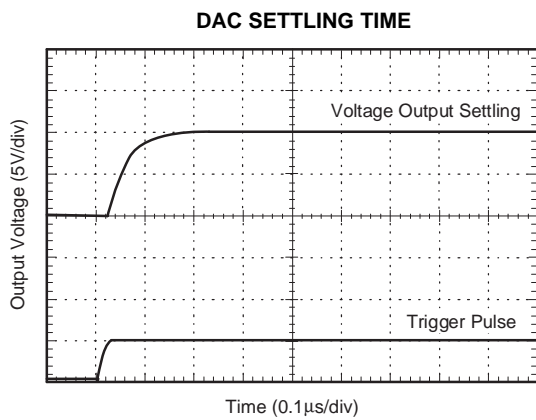 DAC SETTLING TIME
Output Voltage (5V/div)
Voltage Output Settling
Trigger Pulse
Time (0.1µs/div)